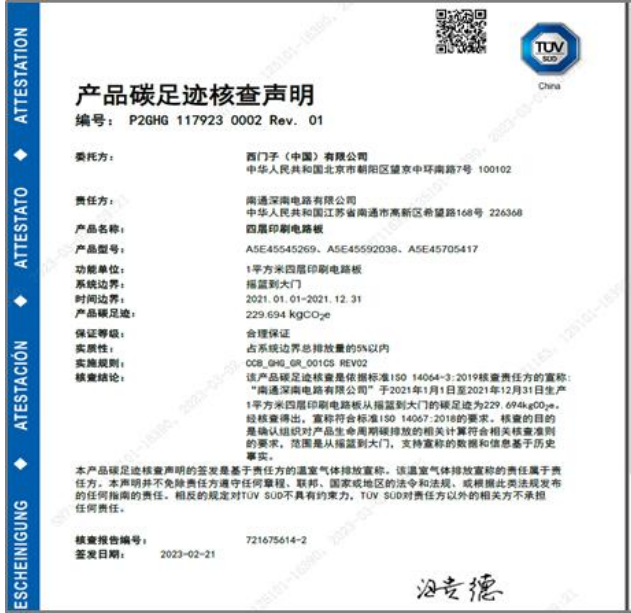 TÜV
SÜD
China
产品碳足迹核查声明
编号: P2GHG 117923 0002 Rev. 01
委托方: 西门子（中国）有限公司
中华人民共和国北京市朝阳区望京中环南路7号 100102
责任方: 南通深南电路有限公司
中华人民共和国江苏省南通市高新区希望路168号 226368
产品名称: 四层印刷电路板
产品型号: A5E45545269、A5E45592038、A5E45705417
功能单位: 1平方米四层印刷电路板
系统边界: 摇篮到大门
时间边界: 2021.01.01-2021.12.31
产品碳足迹: 229.694 kgCO₂e
保证等级: 合理保证
实质性: 占系统边界总排放量的5%以内
实施规则: CCB_GHG_GR_001CS REV02
核查结论: 该产品碳足迹核查是依据标准ISO 14064-3:2019核查责任方的宣称:
“南通深南电路有限公司”于2021年1月1日至2021年12月31日生产
1平方米四层印刷电路板从摇篮到大门的碳足迹为229.694kgCO₂e。
经核查得出，宣称符合标准ISO 14067:2018的要求。核查的目的
是确认组织对产品生命周期碳排放的相关计算符合相关核查准则
的要求，范围是从摇篮到大门，支持宣称的数据和信息基于历史
事实。
本产品碳足迹核查声明的签发是基于责任方的温室气体排放宣称。该温室气体排放宣称的责任属于责
任方。本声明并不免除责任方遵守任何章程、联邦、国家或地区的法令和法规、或根据此类法规发布
的任何指南的责任。相反的规定对TÜV SÜD不具有约束力，TÜV SÜD对责任方以外的相关方不承担
任何责任。
核查报告编号: 721675614-2
签发日期: 2023-02-21
ESCHEINIGUNG ◆ ATESTACIÓN ◆ ATTESTATO ◆ ATTESTATION